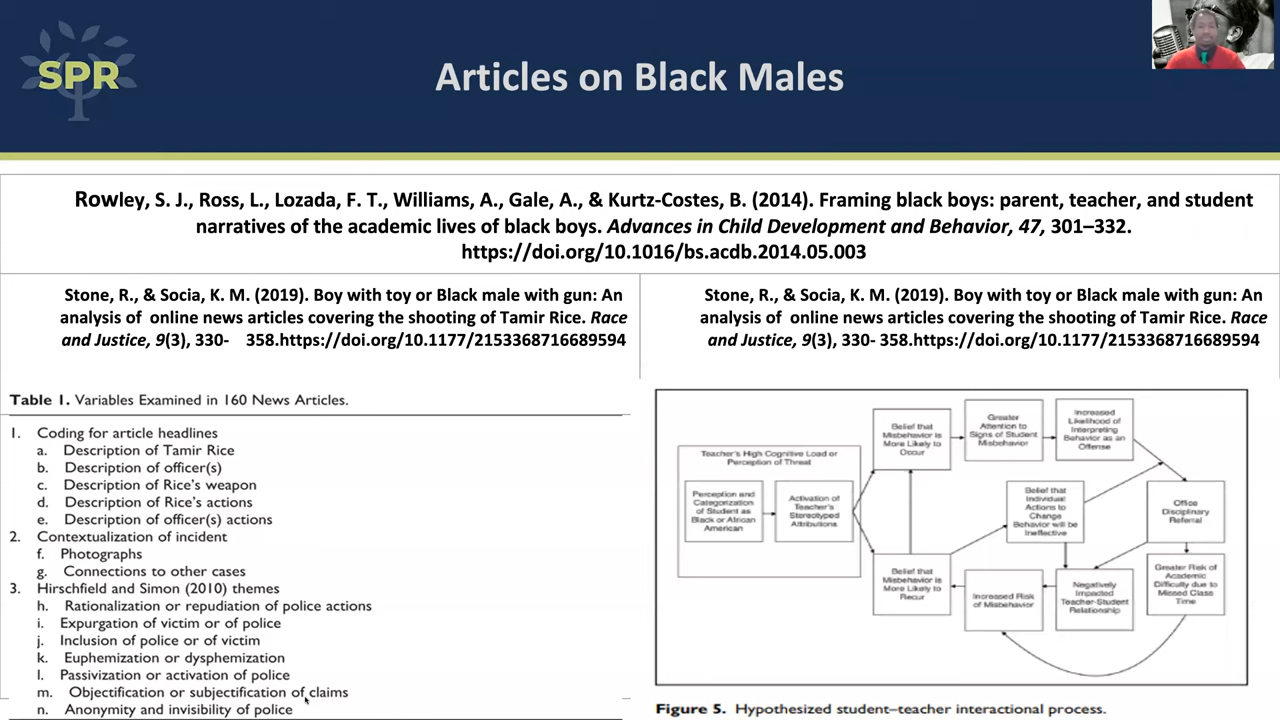 SPR
Articles on Black Males
Rowley, S. J., Ross, L., Lozada, F. T., Williams, A., Gale, A., & Kurtz-Costes, B. (2014). Framing black boys: parent, teacher, and student
narratives of the academic lives of black boys. Advances in Child Development and Behavior, 47, 301–332.
https://doi.org/10.1016/bs.acdb.2014.05.003
Stone, R., & Socia, K. M. (2019). Boy with toy or Black male with gun: An
analysis of online news articles covering the shooting of Tamir Rice. Race
and Justice, 9(3), 330- 358.https://doi.org/10.1177/2153368716689594
Stone, R., & Socia, K. M. (2019). Boy with toy or Black male with gun: An
analysis of online news articles covering the shooting of Tamir Rice. Race
and Justice, 9(3), 330- 358.https://doi.org/10.1177/2153368716689594
Table 1. Variables Examined in 160 News Articles.
1. Coding for article headlines
a. Description of Tamir Rice
b. Description of officer(s)
c. Description of Rice's weapon
d. Description of Rice's actions
e. Description of officer(s) actions
2. Contextualization of incident
f. Photographs
g. Connections to other cases
3. Hirschfield and Simon (2010) themes
h. Rationalization or repudiation of police actions
i. Expurgation of victim or of police
j. Inclusion of police or of victim
k. Euphemization or dysphemization
l. Passivization or activation of police
m. Objectification or subjectification of claims
n. Anonymity and invisibility of police
Teacher's High Cognitive Load or
Perception of Threat
Perception and
Categorization
of Student as
Black or African
American
Activation of
Teacher's
Stereotyped
Attributions
Belief that
Misbehavior is
More Likely to
Occur
Greater
Attention to
Signs of Student
Misbehavior
Increased
Likelihood of
Interpreting
Behavior as an
Offense
Belief that
Individual
Actions to
Change
Behavior will be
Ineffective
Office
Disciplinary
Referral
Belief that
Misbehavior is
More Likely to
Recur
Increased Risk
of Misbehavior
Negatively
Impacted
Teacher-Student
Relationship
Greater Risk of
Academic
Difficulty due to
Missed Class
Time
Figure 5. Hypothesized student–teacher interactional process.